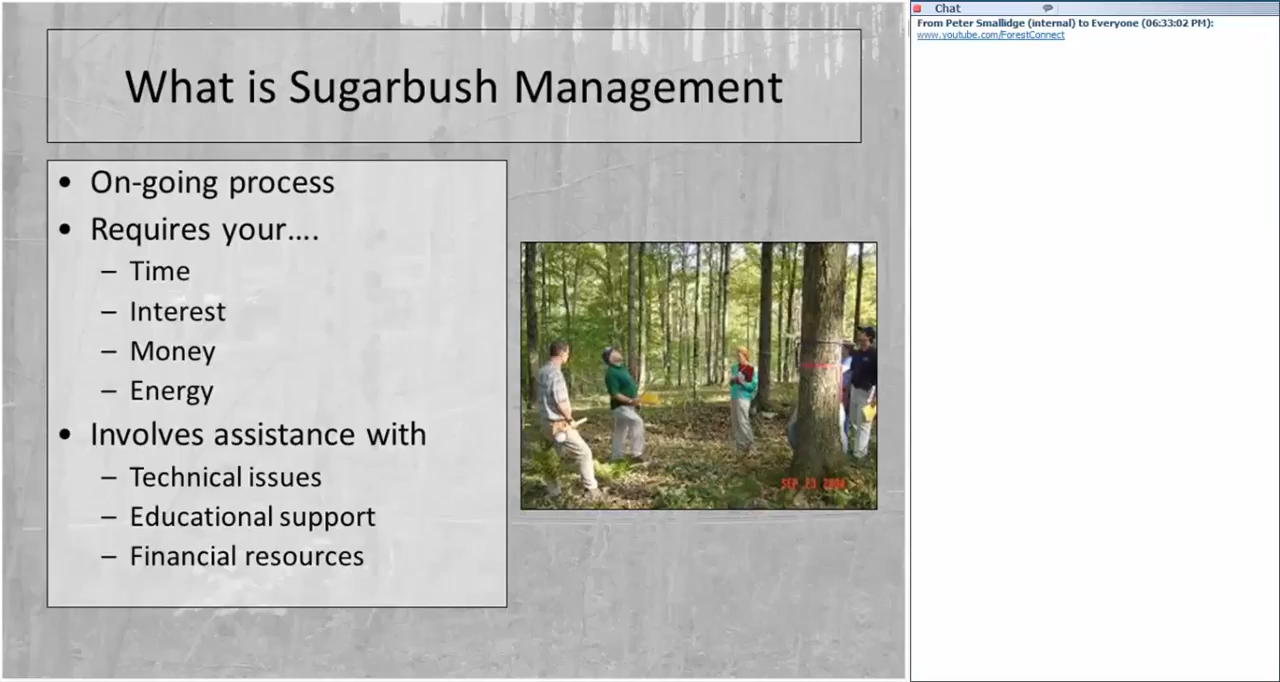 What is Sugarbush Management
• On-going process
• Requires your....
– Time
– Interest
– Money
– Energy
• Involves assistance with
– Technical issues
– Educational support
– Financial resources
SEP 23
Chat
From Peter Smallidge (internal) to Everyone (06:33:02 PM):
www.youtube.com/ForestConnect